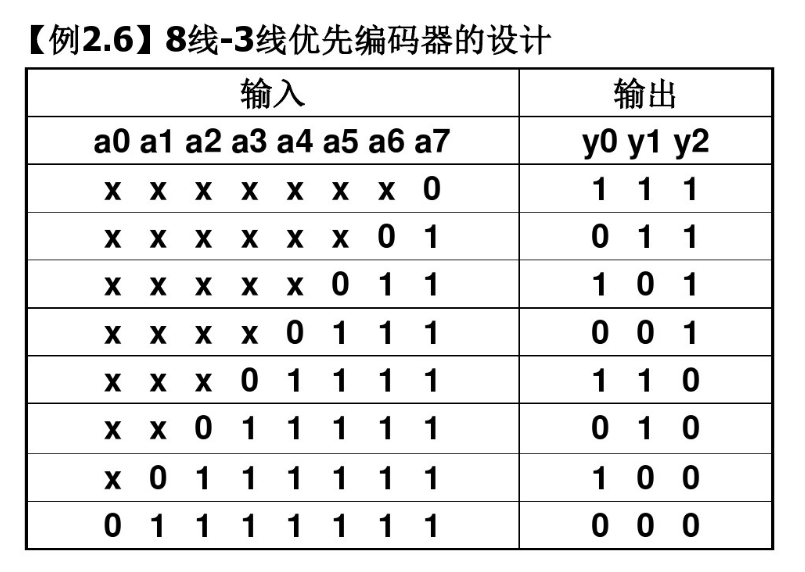 【例2.6】8线-3线优先编码器的设计
输入 输出
a0 a1 a2 a3 a4 a5 a6 a7 y0 y1 y2
x x x x x x x 0 1 1 1
x x x x x x 0 1 0 1 1
x x x x x 0 1 1 1 0 1
x x x x 0 1 1 1 0 0 1
x x x 0 1 1 1 1 1 1 0
x x 0 1 1 1 1 1 0 1 0
x 0 1 1 1 1 1 1 1 0 0
0 1 1 1 1 1 1 1 0 0 0